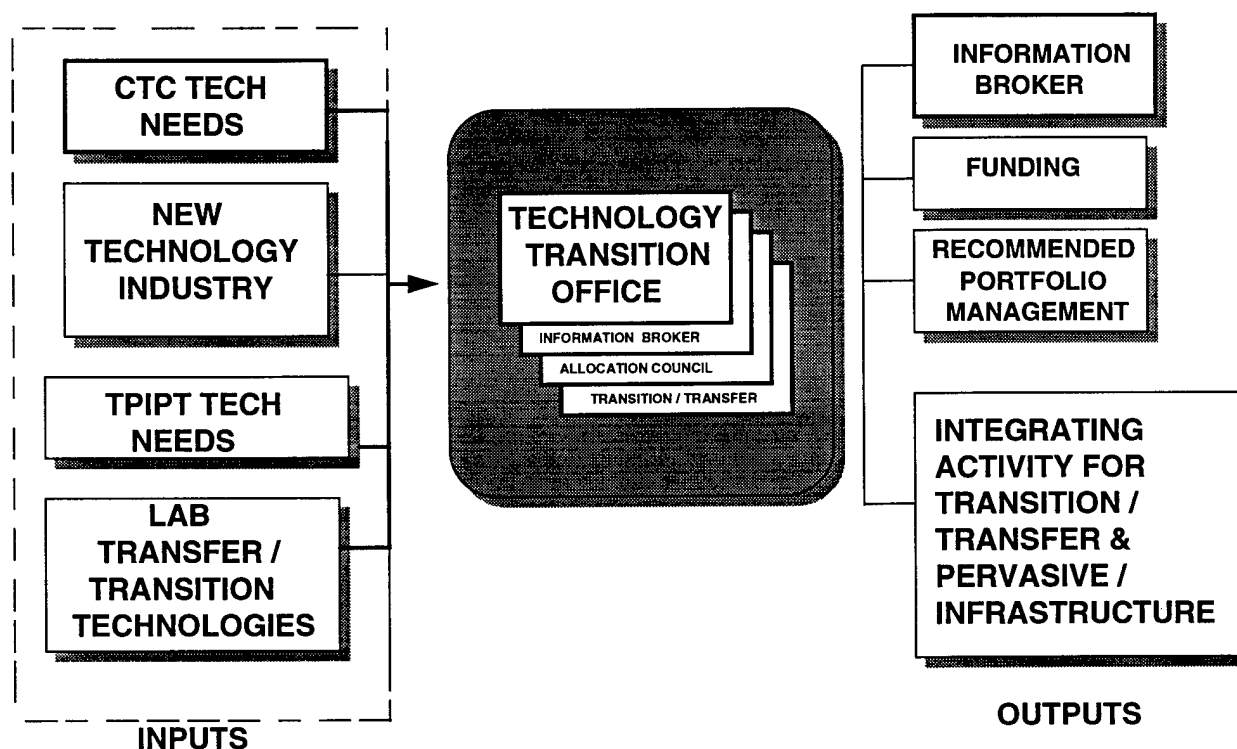 CTC TECH
NEEDS
NEW
TECHNOLOGY
INDUSTRY
TPIPT TECH
NEEDS
LAB
TRANSFER /
TRANSITION
TECHNOLOGIES
INPUTS
TECHNOLOGY
TRANSITION
OFFICE
INFORMATION BROKER
ALLOCATION COUNCIL
TRANSITION / TRANSFER
INFORMATION
BROKER
FUNDING
RECOMMENDED
PORTFOLIO
MANAGEMENT
INTEGRATING
ACTIVITY FOR
TRANSITION /
TRANSFER &
PERVASIVE /
INFRASTRUCTURE
OUTPUTS